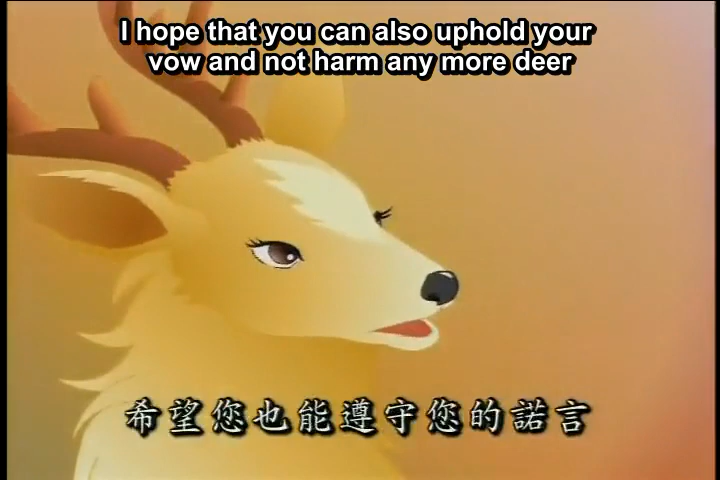 I hope that you can also uphold your
vow and not harm any more deer
希望您也能遵守您的諾言